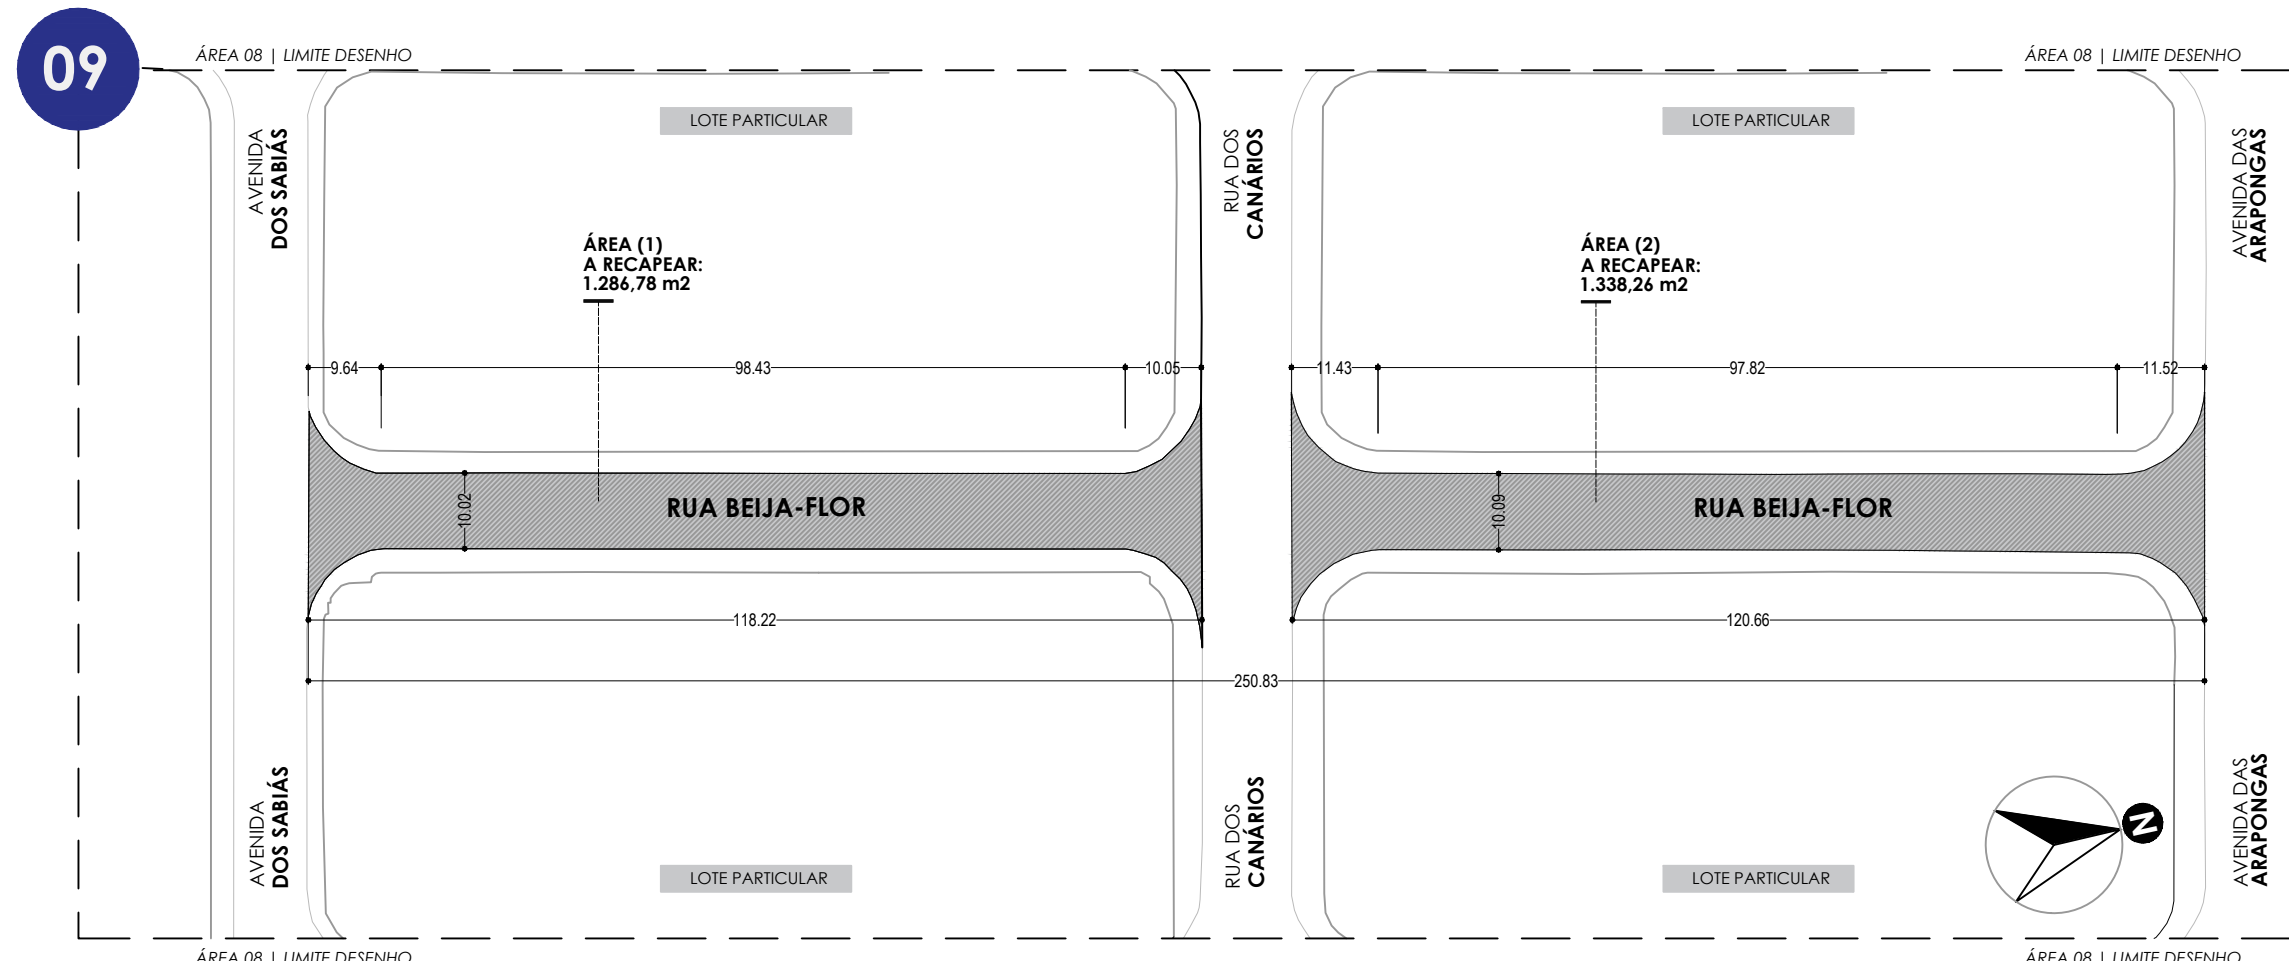 09
ÁREA 08 | LIMITE DESENHO
ÁREA 08 | LIMITE DESENHO
LOTE PARTICULAR
LOTE PARTICULAR
AVENIDA
DOS SABIÁS
RUA DOS
CANÁRIOS
AVENIDA DAS
ARAPONGAS
ÁREA (1)
A RECAPEAR:
1.286,78 m2
ÁREA (2)
A RECAPEAR:
1.338,26 m2
9.64
98.43
10.05
11.43
97.82
11.52
10.02
RUA BEIJA-FLOR
10.09
RUA BEIJA-FLOR
118.22
120.66
250.83
AVENIDA
DOS SABIÁS
RUA DOS
CANÁRIOS
AVENIDA DAS
ARAPONGAS
N
LOTE PARTICULAR
LOTE PARTICULAR
ÁREA 08 | LIMITE DESENHO
ÁREA 08 | LIMITE DESENHO